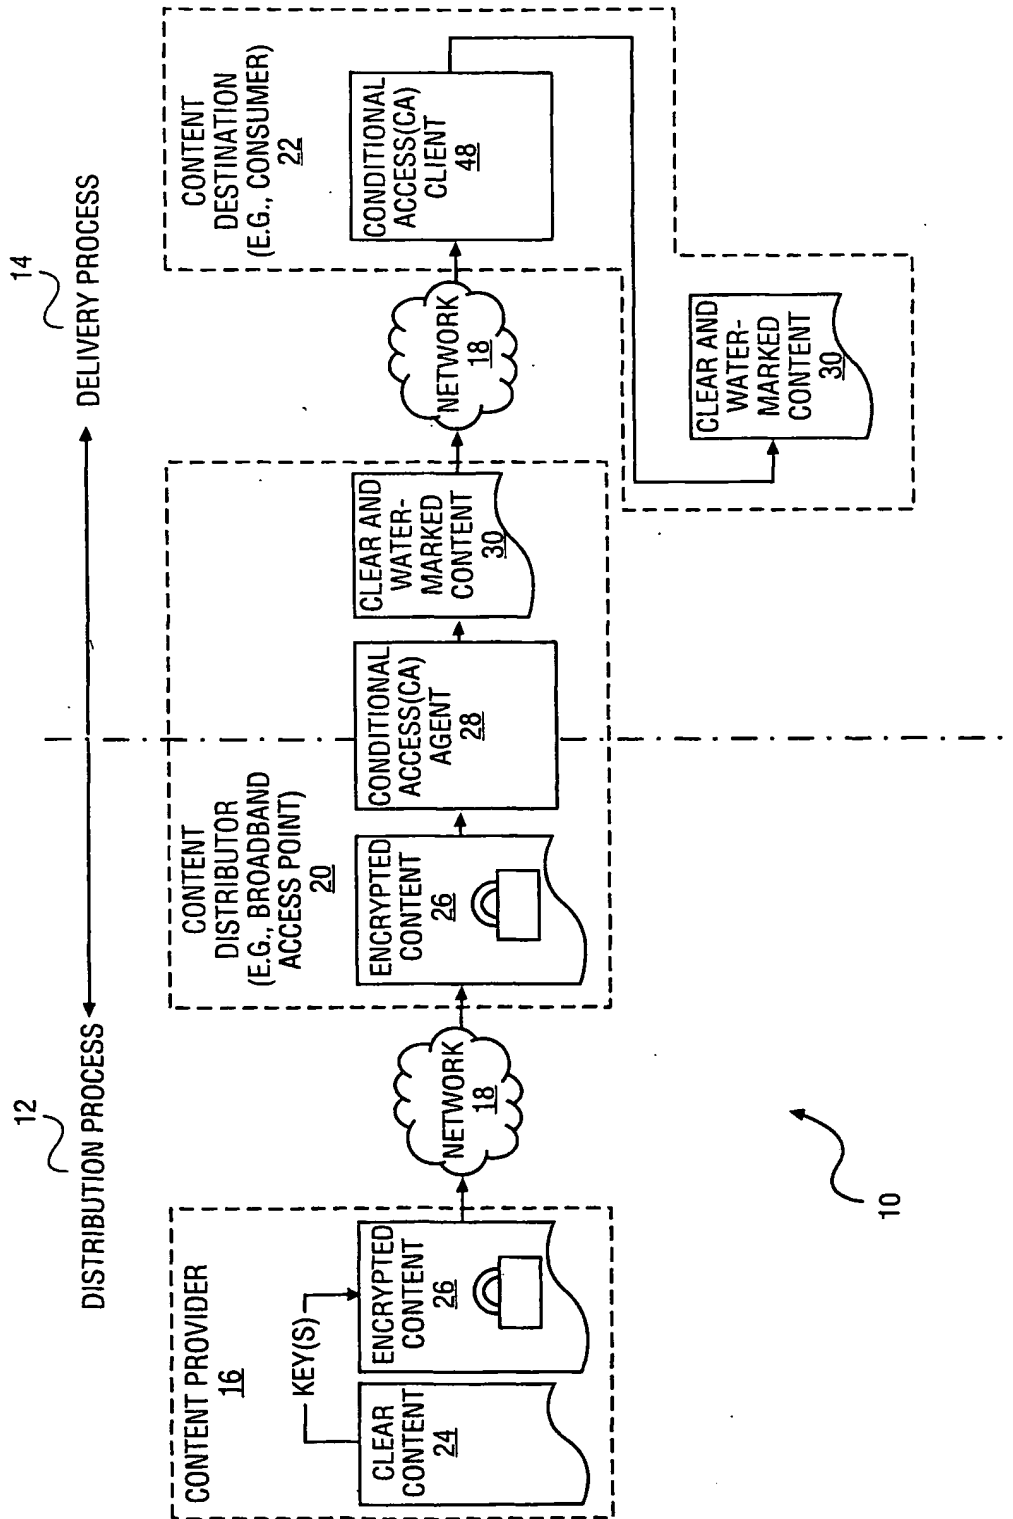 12
DISTRIBUTION PROCESS
14
DELIVERY PROCESS
CONTENT PROVIDER
16
KEY(S)
CLEAR
CONTENT
24
ENCRYPTED
CONTENT
26
NETWORK
18
CONTENT
DISTRIBUTOR
(E.G., BROADBAND
ACCESS POINT)
20
ENCRYPTED
CONTENT
26
CONDITIONAL
ACCESS(CA)
AGENT
28
CLEAR AND
WATER-
MARKED
CONTENT
30
NETWORK
18
CONTENT
DESTINATION
(E.G., CONSUMER)
22
CONDITIONAL
ACCESS(CA)
CLIENT
48
CLEAR AND
WATER-
MARKED
CONTENT
30
10